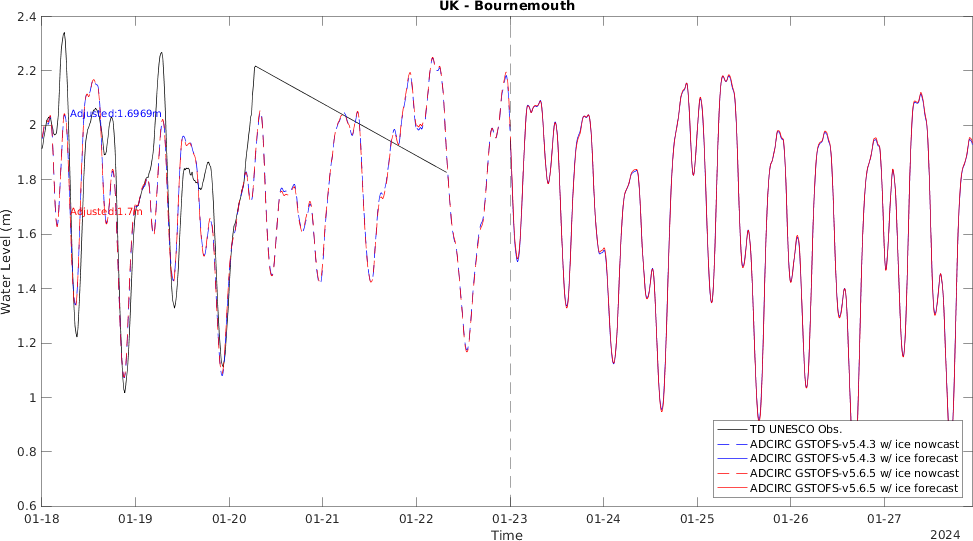 UK - Bournemouth
2.4
2.2
2
1.8
1.6
1.4
1.2
1
0.8
0.6
Water Level (m)
Adjusted:1.6969m
Adjusted:1.7m
TD UNESCO Obs.
ADCIRC GSTOFS-v5.4.3 w/ ice nowcast
ADCIRC GSTOFS-v5.4.3 w/ ice forecast
ADCIRC GSTOFS-v5.6.5 w/ ice nowcast
ADCIRC GSTOFS-v5.6.5 w/ ice forecast
01-18 01-19 01-20 01-21 01-22 01-23 01-24 01-25 01-26 01-27
Time
2024